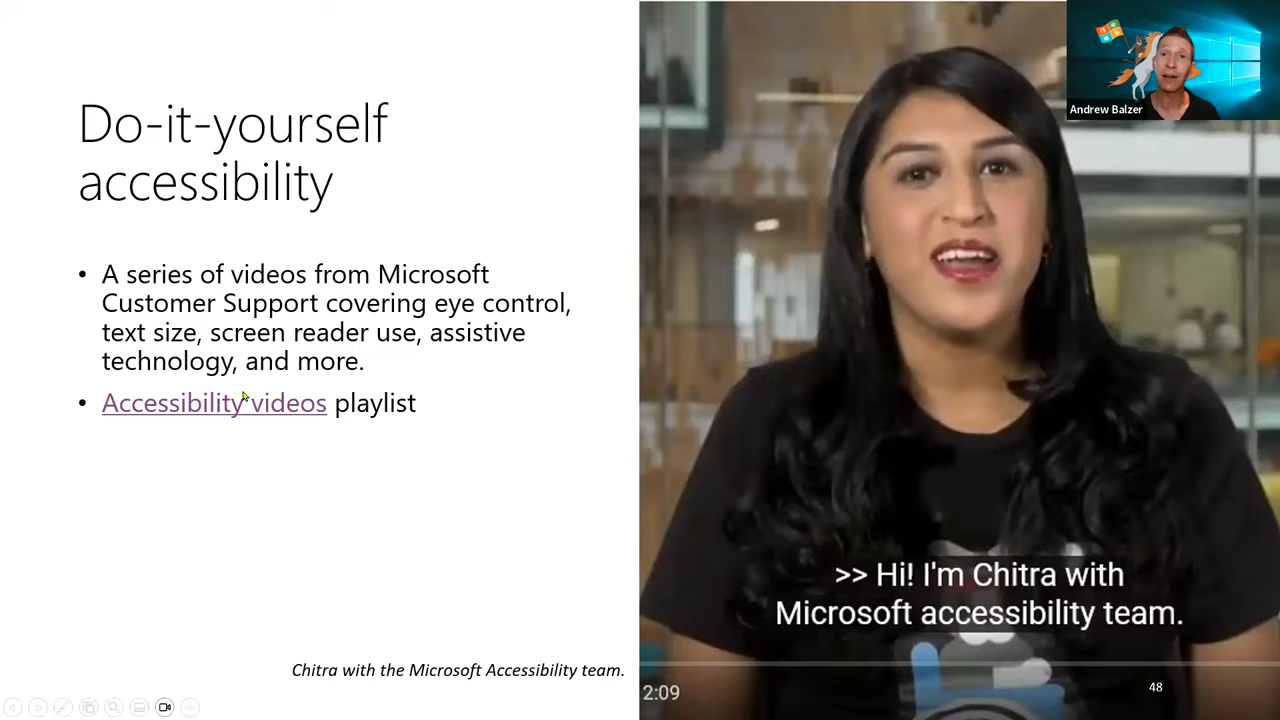 Do-it-yourself
accessibility
• A series of videos from Microsoft
Customer Support covering eye control,
text size, screen reader use, assistive
technology, and more.
• Accessibility videos playlist
Chitra with the Microsoft Accessibility team.
Andrew Balzer
>> Hi! I'm Chitra with
Microsoft accessibility team.
2:09
48